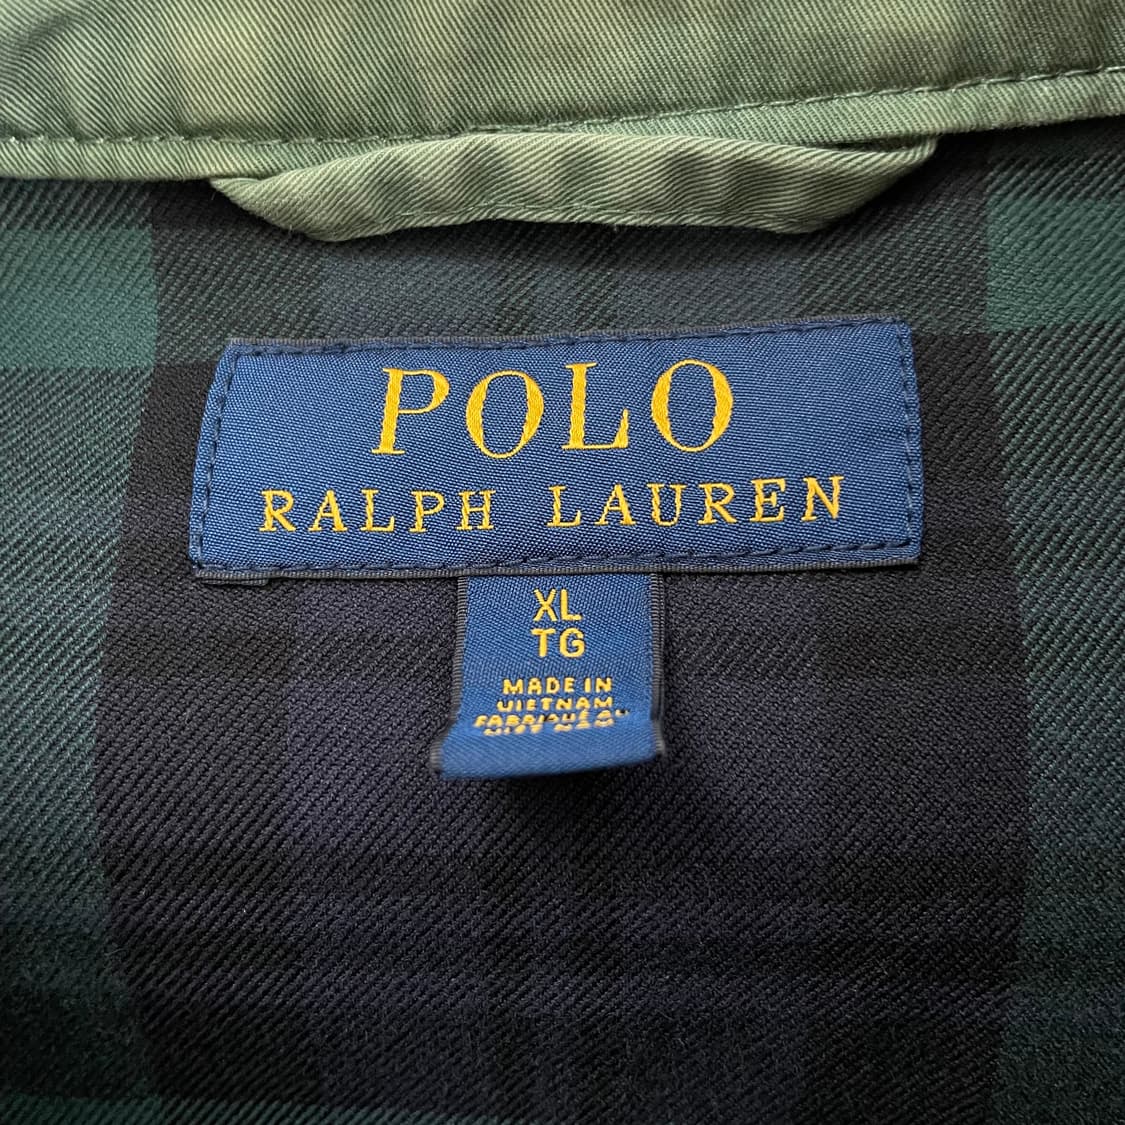 POLO
RALPH LAUREN
XL
TG
MADE IN
VIETNAM